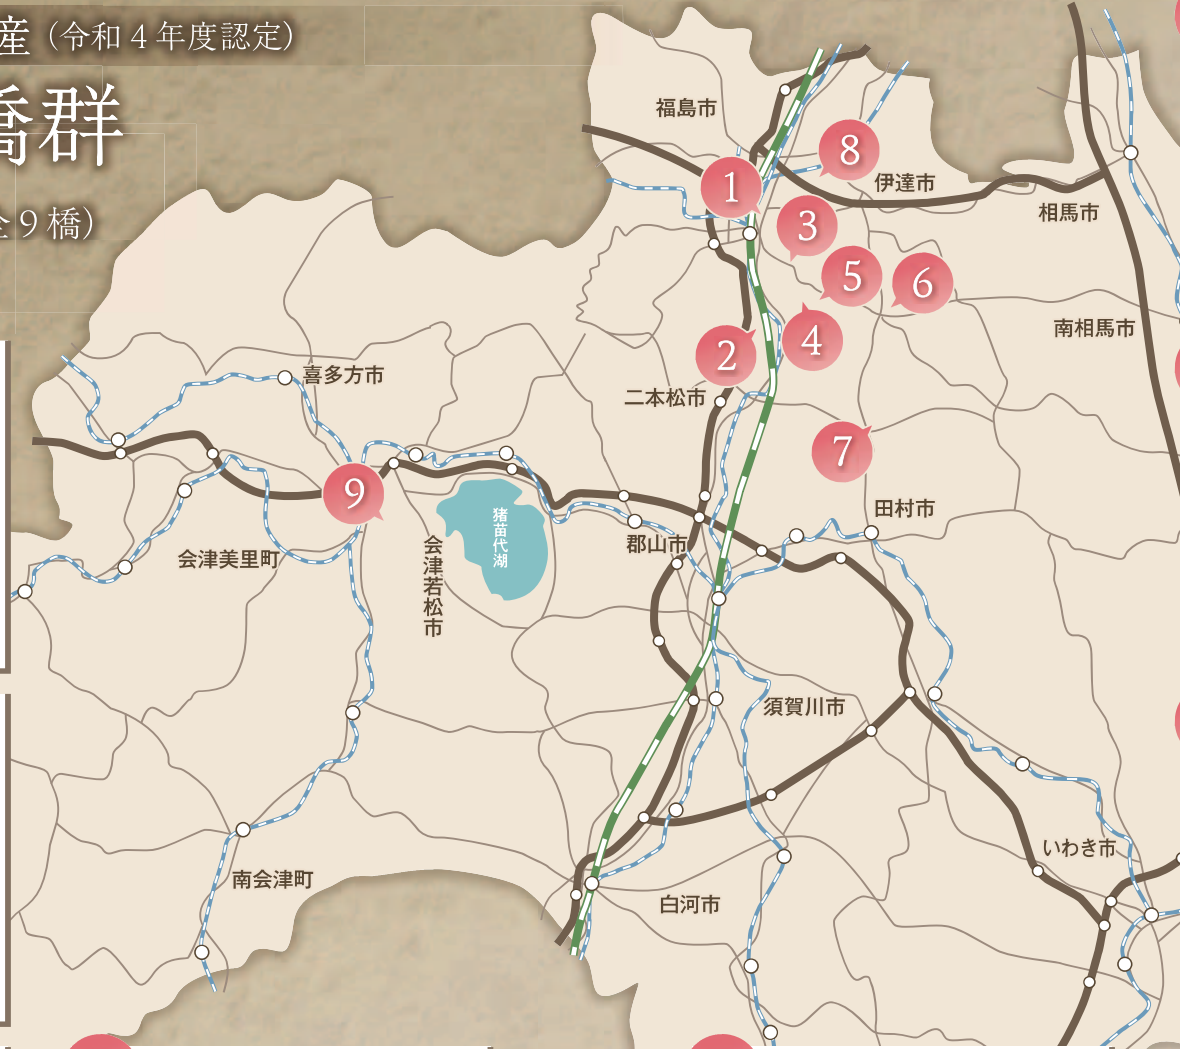 産（令和４年度認定）
橋群
全９橋）
福島市
8
1
伊達市
3
相馬市
5
6
南相馬市
4
2
喜多方市
二本松市
7
9
田村市
猪苗代湖
郡山市
会津美里町
会津若松市
須賀川市
いわき市
南会津町
白河市